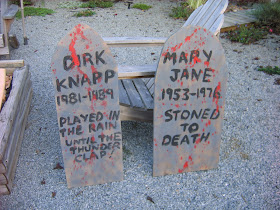 DIRK
KNAPP
1981-1989
PLAYED IN
THE RAIN
UNTIL THE
THUNDER
CLAP!
MARY
JANE
1953-1976
STONED
TO
DEATH.